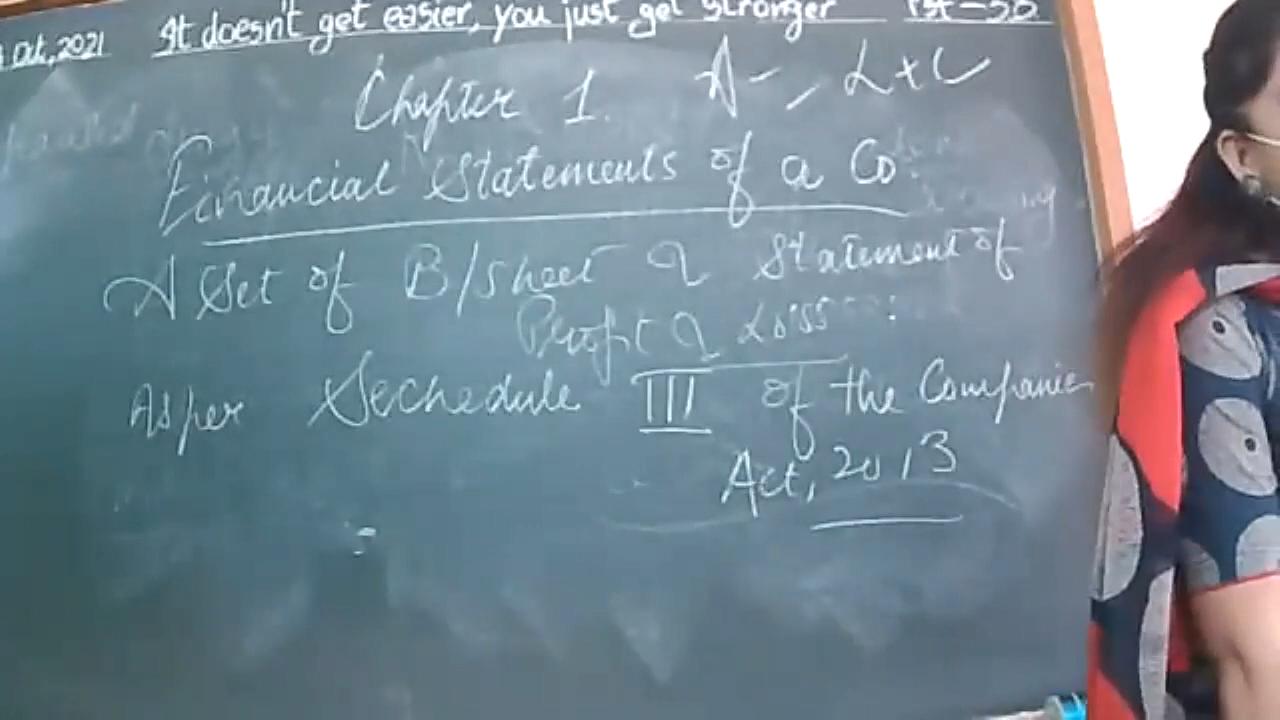 Oct, 2021 It doesn't get easier, you just get stronger
Chapter 1. A = L+C
Financial Statements of a Co.
A Set of B/Sheet & Statement of
Profit & Loss :
As per Sechedule III of the Companies
Act, 2013